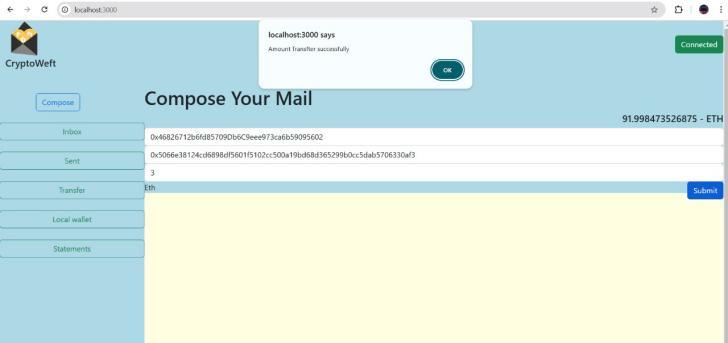 localhost:3000
CryptoWeft
localhost:3000 says
Amount Transfer successfully
OK
Connected
Compose
Compose Your Mail
91.998473526875 - ETH
Inbox
0x46826712b6fd85709Db6C9eee973ca6b59095602
Sent
0x5066e38124cd6898df5601f5102cc500a19bd68d365299b0cc5dab5706330af3
3
Transfer
Eth
Submit
Local wallet
Statements